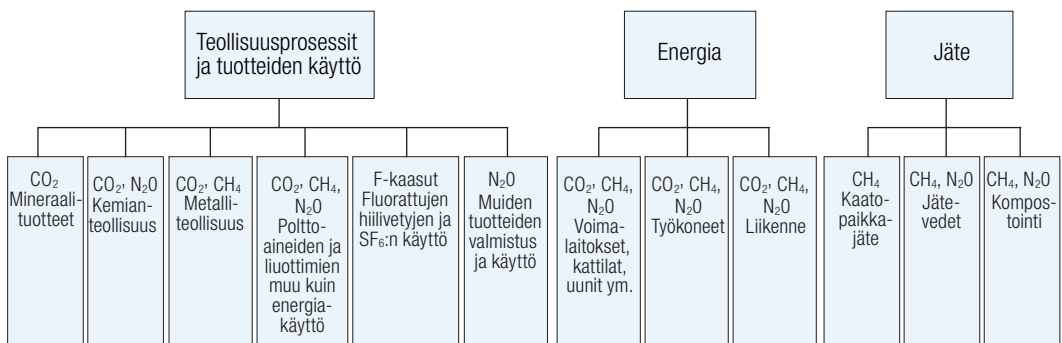 Teollisuusprosessit
ja tuotteiden käyttö
Energia
Jäte
CO₂
Mineraali-
tuotteet
CO₂, N₂O
Kemian-
teollisuus
CO₂, CH₄
Metalli-
teollisuus
CO₂, CH₄,
N₂O
Poltto-
aineiden ja
liuottimien
muu kuin
energia-
käyttö
F-kaasut
Fluorattujen
hiilivetyjen ja
SF₆:n käyttö
N₂O
Muiden
tuotteiden
valmistus
ja käyttö
CO₂, CH₄,
N₂O
Voima-
laitokset,
kattilat,
uunit ym.
CO₂, CH₄,
N₂O
Työkoneet
CO₂, CH₄,
N₂O
Liikenne
CH₄
Kaato-
paikka-
jäte
CH₄, N₂O
Jäte-
vedet
CH₄, N₂O
Kompos-
tointi